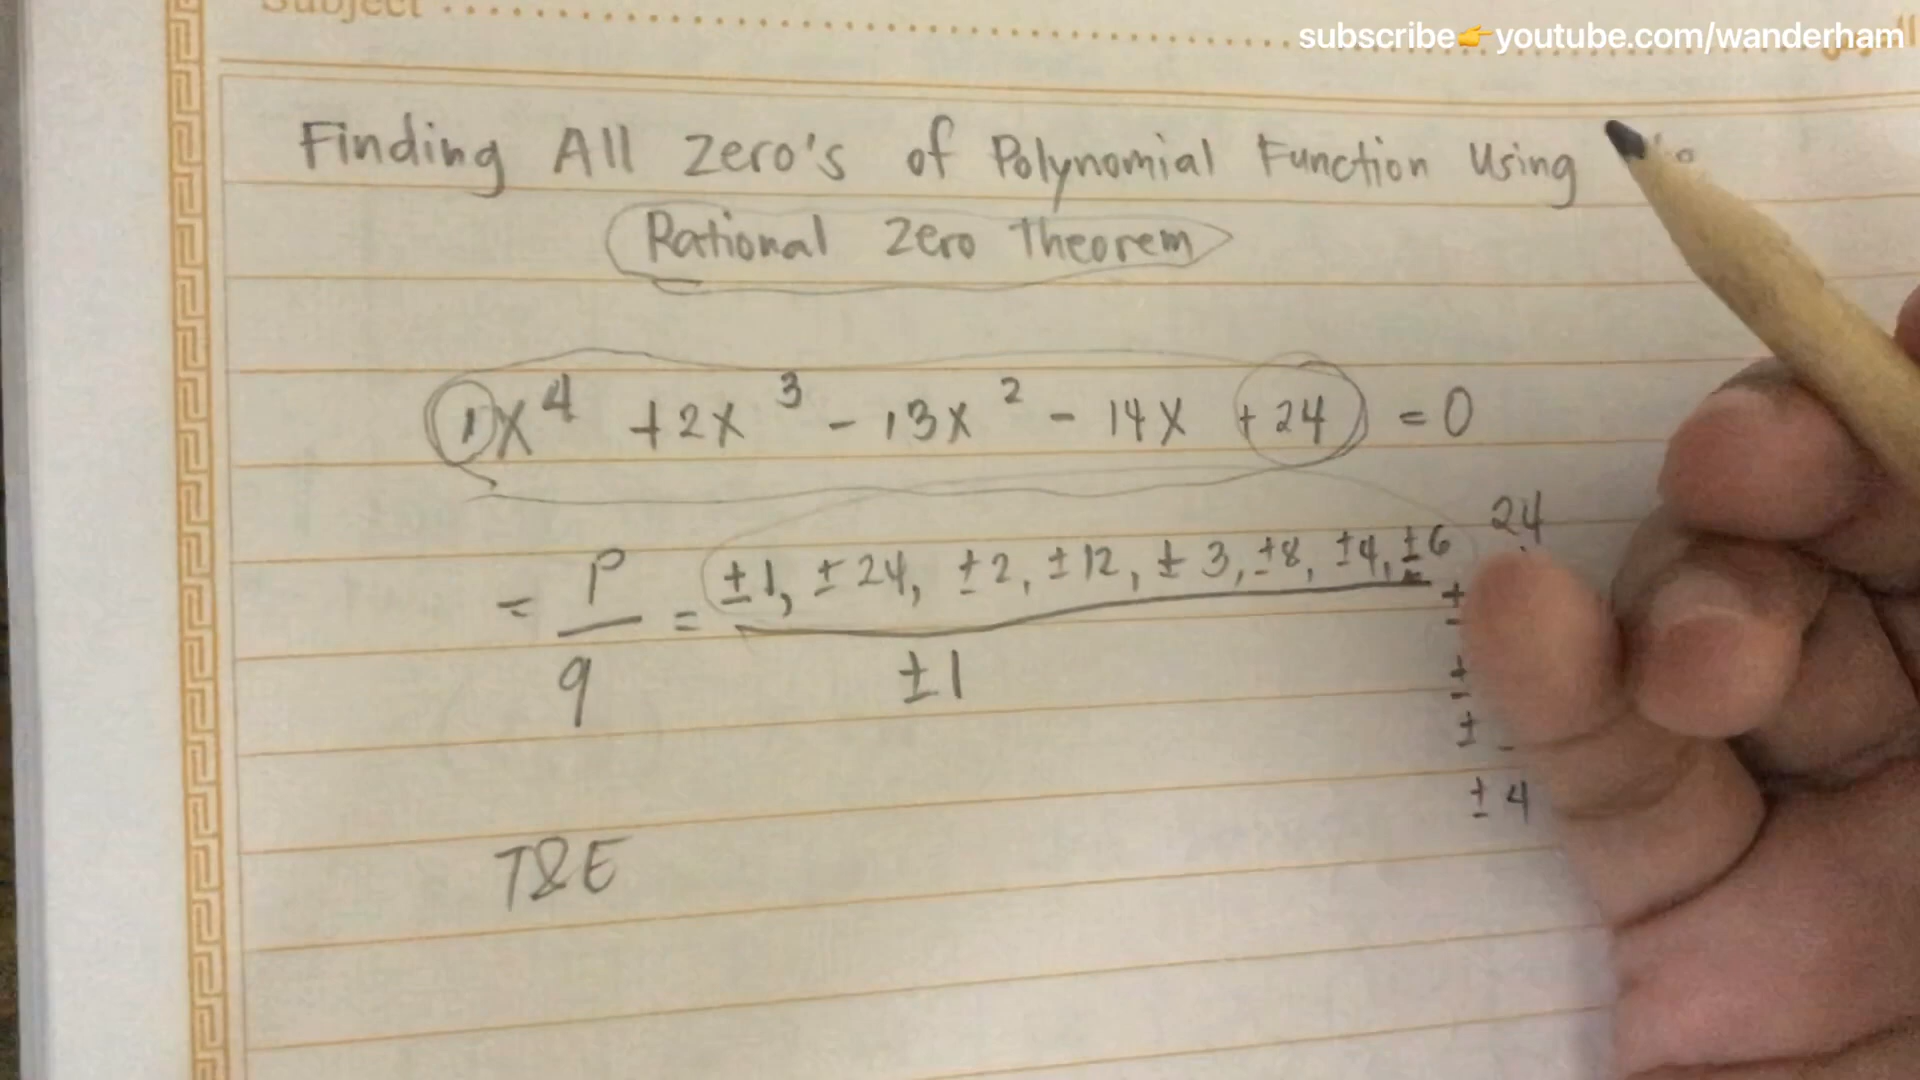 Subject
subscribe👉youtube.com/wanderham
Finding All Zero's of Polynomial Function Using
Rational Zero Theorem
1x⁴ + 2x³ - 13x² - 14x + 24 = 0
= P/q = ±1, ±24, ±2, ±12, ±3, ±8, ±4, ±6 / ±1
24
±
±
±
± 4
T&E